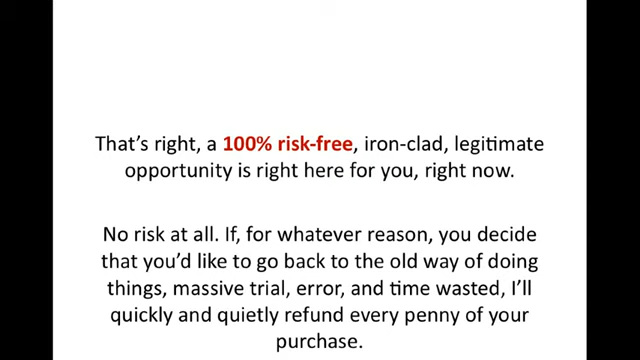 That's right, a 100% risk-free, iron-clad, legitimate
opportunity is right here for you, right now.
No risk at all. If, for whatever reason, you decide
that you'd like to go back to the old way of doing
things, massive trial, error, and time wasted, I'll
quickly and quietly refund every penny of your
purchase.